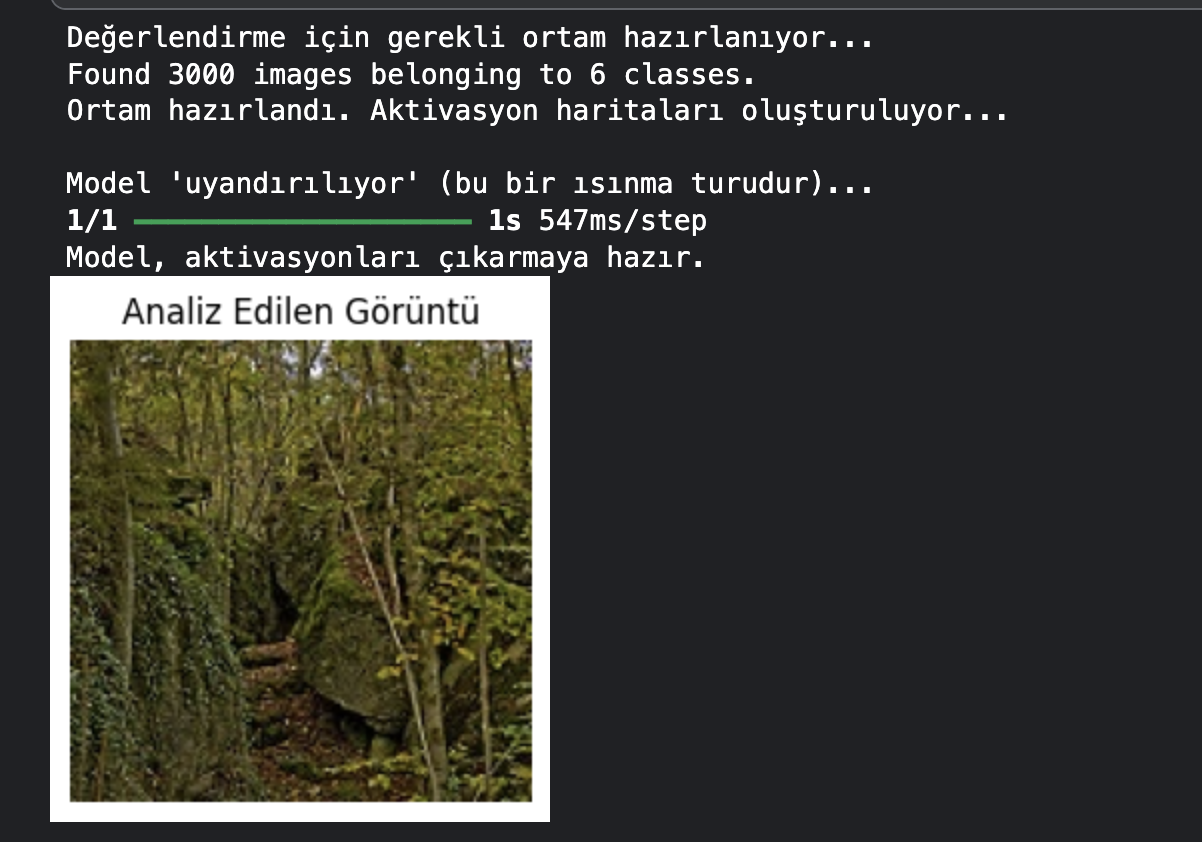 Değerlendirme için gerekli ortam hazırlanıyor...
Found 3000 images belonging to 6 classes.
Ortam hazırlandı. Aktivasyon haritaları oluşturuluyor...
Model 'uyandırılıyor' (bu bir ısınma turudur)...
1/1 ━━━━━━━━━━━━━━━━━━━━ 1s 547ms/step
Model, aktivasyonları çıkarmaya hazır.
Analiz Edilen Görüntü